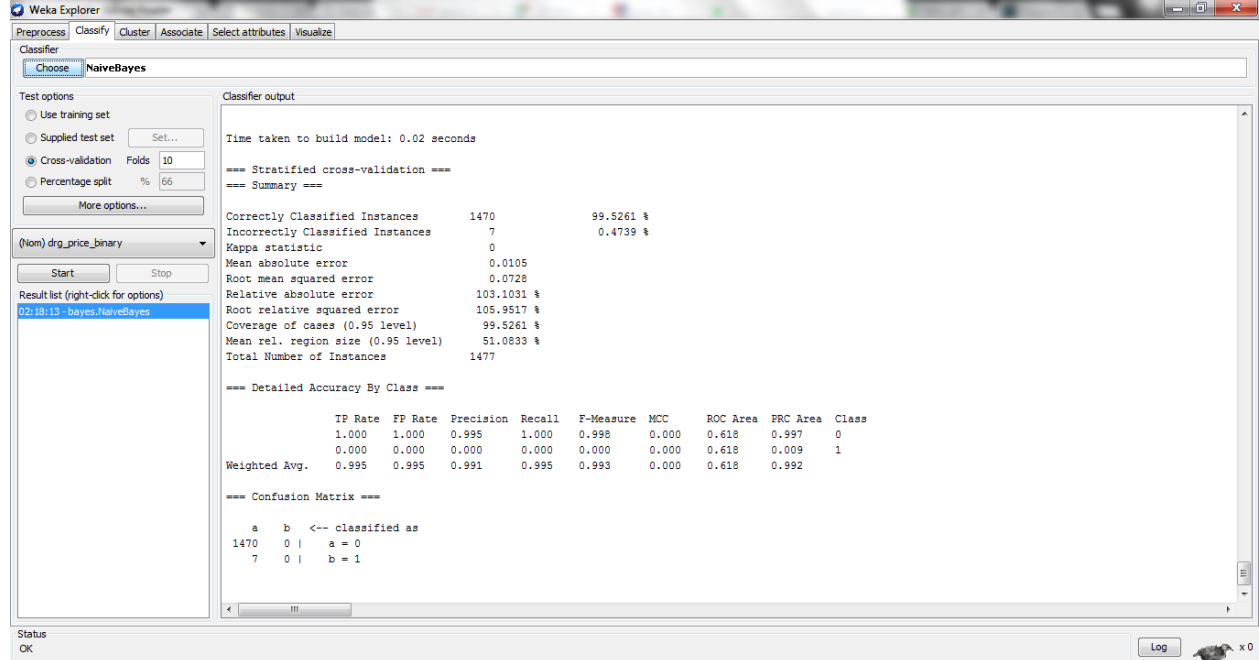 Weka Explorer
Preprocess Classify Cluster Associate Select attributes Visualize
Classifier
Choose NaiveBayes
Test options
Use training set
Supplied test set Set...
Cross-validation Folds 10
Percentage split % 66
More options...
(Nom) drg_price_binary
Start Stop
Result list (right-click for options)
02:18:13 - bayes.NaiveBayes
Classifier output
Time taken to build model: 0.02 seconds
=== Stratified cross-validation ===
=== Summary ===
Correctly Classified Instances 1470 99.5261 %
Incorrectly Classified Instances 7 0.4739 %
Kappa statistic 0
Mean absolute error 0.0105
Root mean squared error 0.0728
Relative absolute error 103.1031 %
Root relative squared error 105.9517 %
Coverage of cases (0.95 level) 99.5261 %
Mean rel. region size (0.95 level) 51.0833 %
Total Number of Instances 1477
=== Detailed Accuracy By Class ===
TP Rate FP Rate Precision Recall F-Measure MCC ROC Area PRC Area Class
1.000 1.000 0.995 1.000 0.998 0.000 0.618 0.997 0
0.000 0.000 0.000 0.000 0.000 0.000 0.618 0.009 1
Weighted Avg. 0.995 0.995 0.991 0.995 0.993 0.000 0.618 0.992
=== Confusion Matrix ===
a b <-- classified as
1470 0 | a = 0
7 0 | b = 1
Status
OK
Log x 0